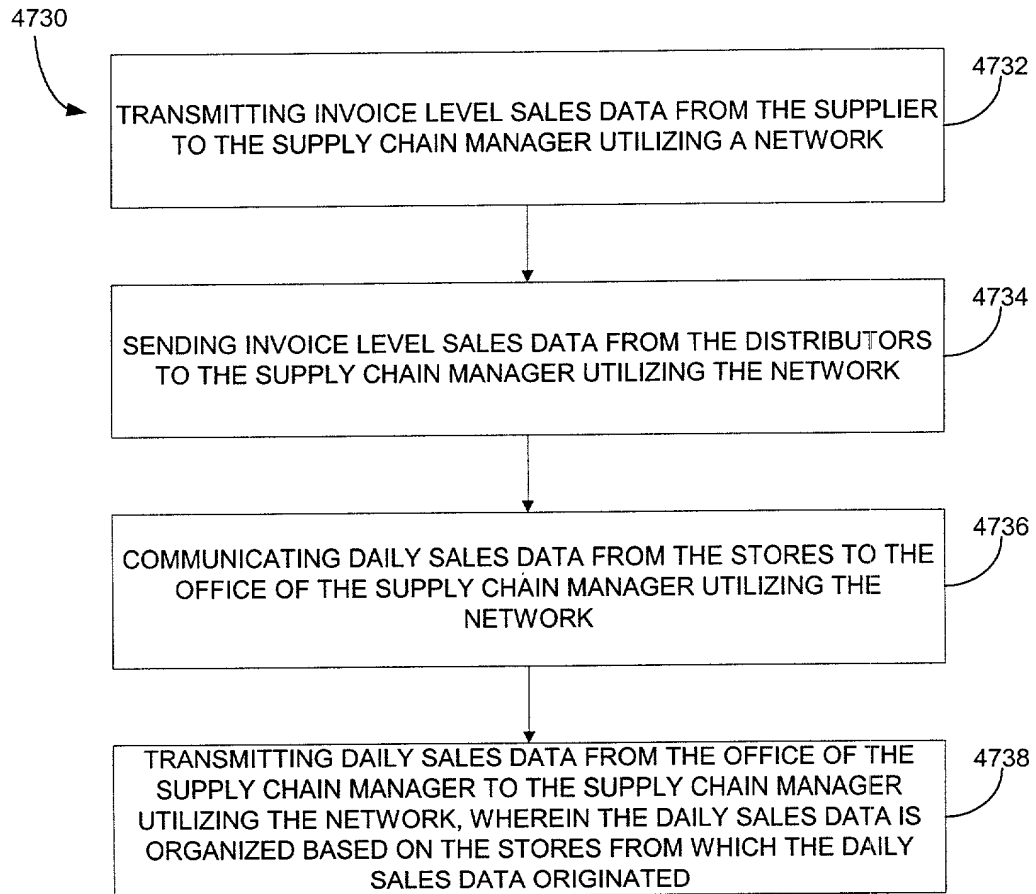 4730
4732
TRANSMITTING INVOICE LEVEL SALES DATA FROM THE SUPPLIER
TO THE SUPPLY CHAIN MANAGER UTILIZING A NETWORK
4734
SENDING INVOICE LEVEL SALES DATA FROM THE DISTRIBUTORS
TO THE SUPPLY CHAIN MANAGER UTILIZING THE NETWORK
4736
COMMUNICATING DAILY SALES DATA FROM THE STORES TO THE
OFFICE OF THE SUPPLY CHAIN MANAGER UTILIZING THE
NETWORK
4738
TRANSMITTING DAILY SALES DATA FROM THE OFFICE OF THE
SUPPLY CHAIN MANAGER TO THE SUPPLY CHAIN MANAGER
UTILIZING THE NETWORK, WHEREIN THE DAILY SALES DATA IS
ORGANIZED BASED ON THE STORES FROM WHICH THE DAILY
SALES DATA ORIGINATED